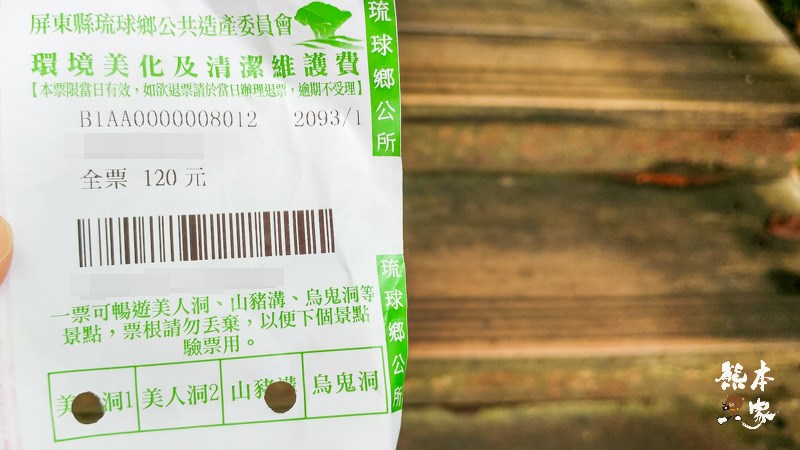 屏東縣琉球鄉公共造產委員會
環境美化及清潔維護費
【本票限當日有效，如欲退票請於當日辦理退票，逾期不受理】
B1AA0000008012 2093/1
全票 120 元
一票可暢遊美人洞、山豬溝、烏鬼洞等
景點，票根請勿丟棄，以便下個景點
驗票用。
美 洞1 美人洞2 山豬溝 烏鬼洞
琉球鄉公所
琉球鄉公所
熊本一家